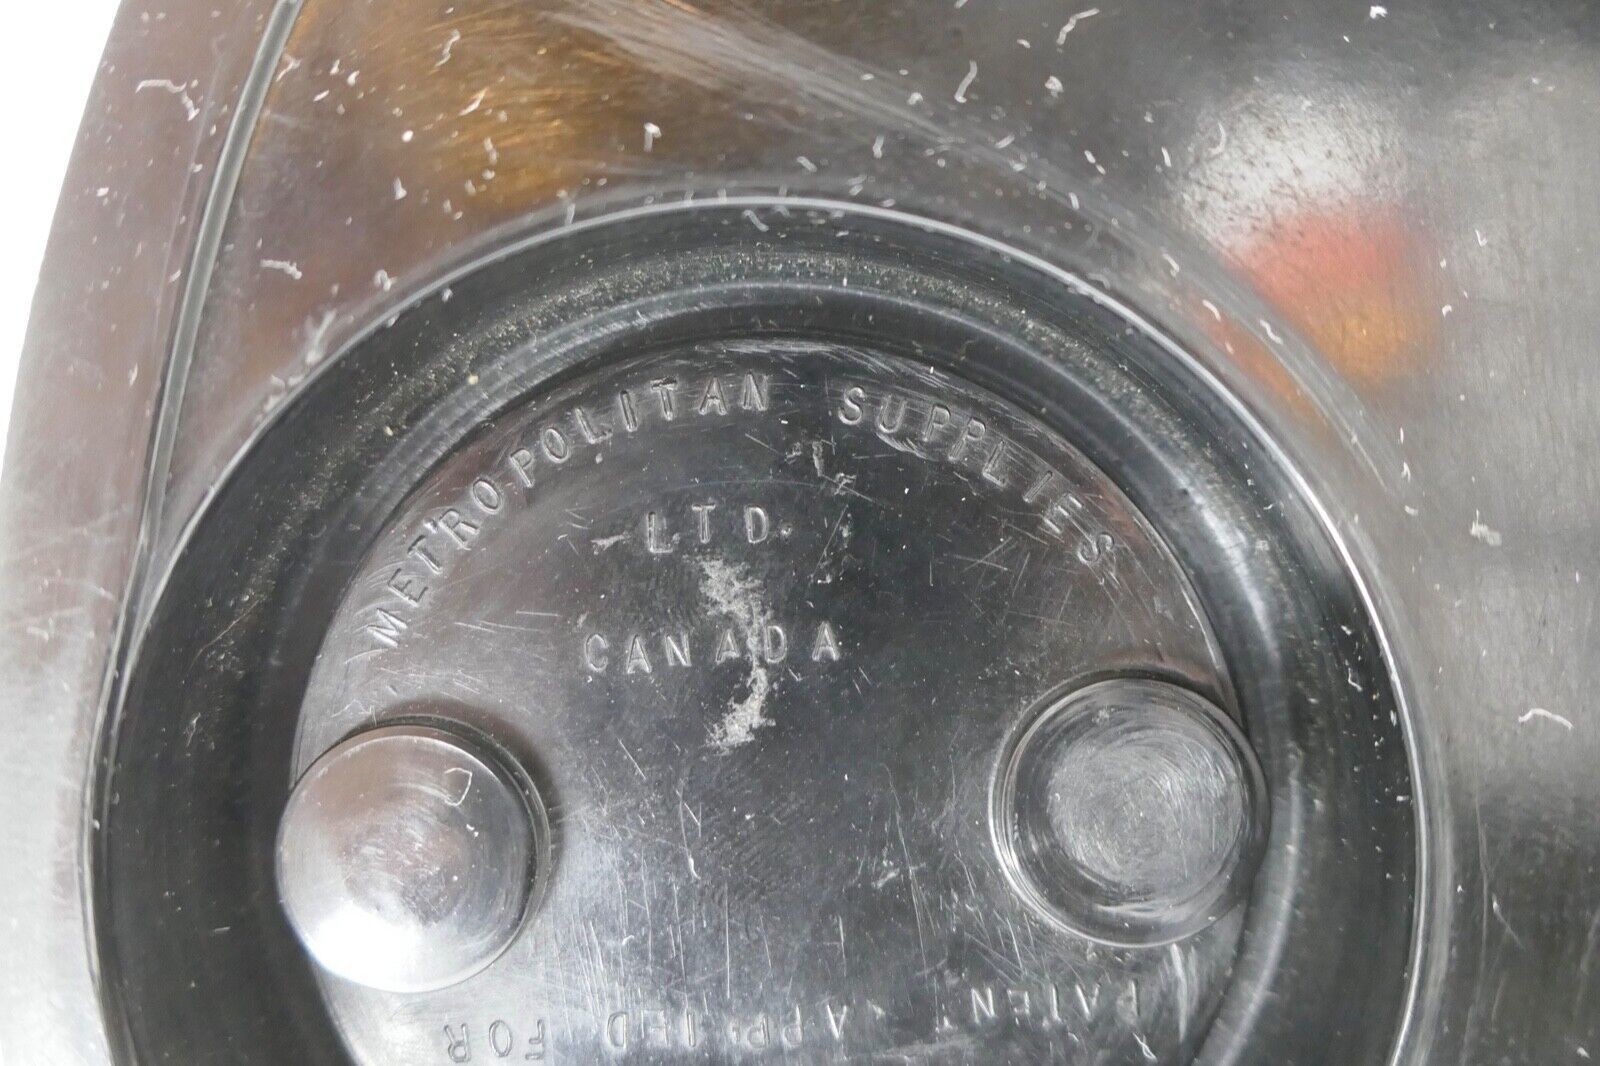 METROPOLITAN SUPPLIES
LTD.
CANADA
PATENT APPLIED FOR